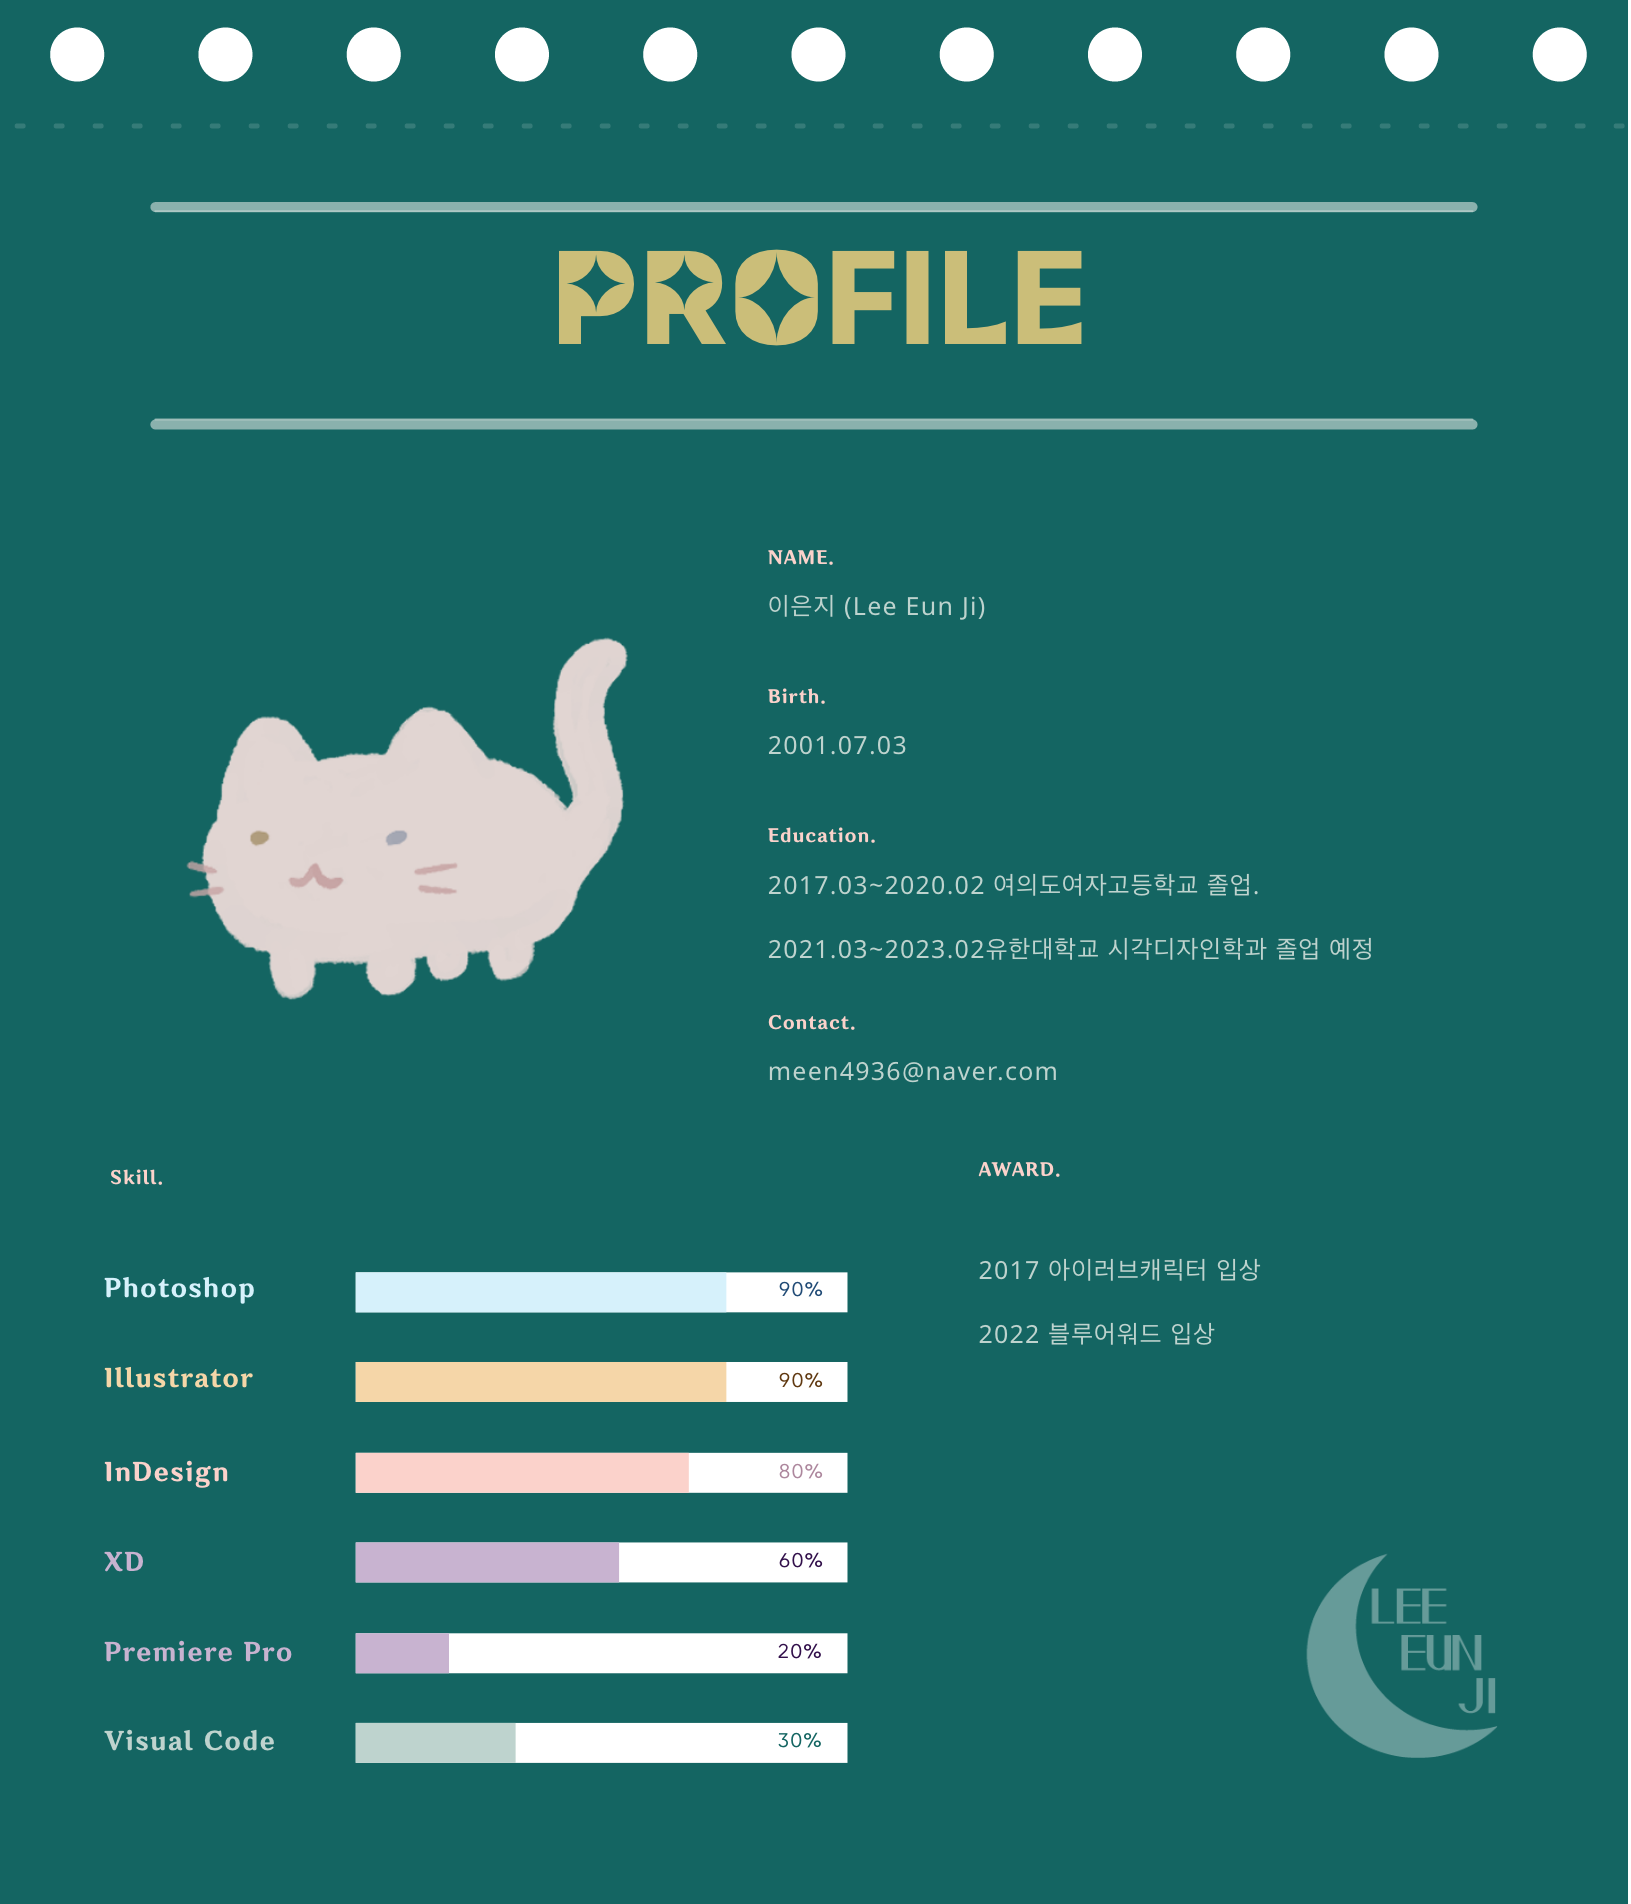 PROFILE
NAME.
이은지 (Lee Eun Ji)
Birth.
2001.07.03
Education.
2017.03~2020.02 여의도여자고등학교 졸업.
2021.03~2023.02유한대학교 시각디자인학과 졸업 예정
Contact.
meen4936@naver.com
Skill.
Photoshop 90%
Illustrator 90%
InDesign 80%
XD 60%
Premiere Pro 20%
Visual Code 30%
AWARD.
2017 아이러브캐릭터 입상
2022 블루어워드 입상
LEE
EUN
JI